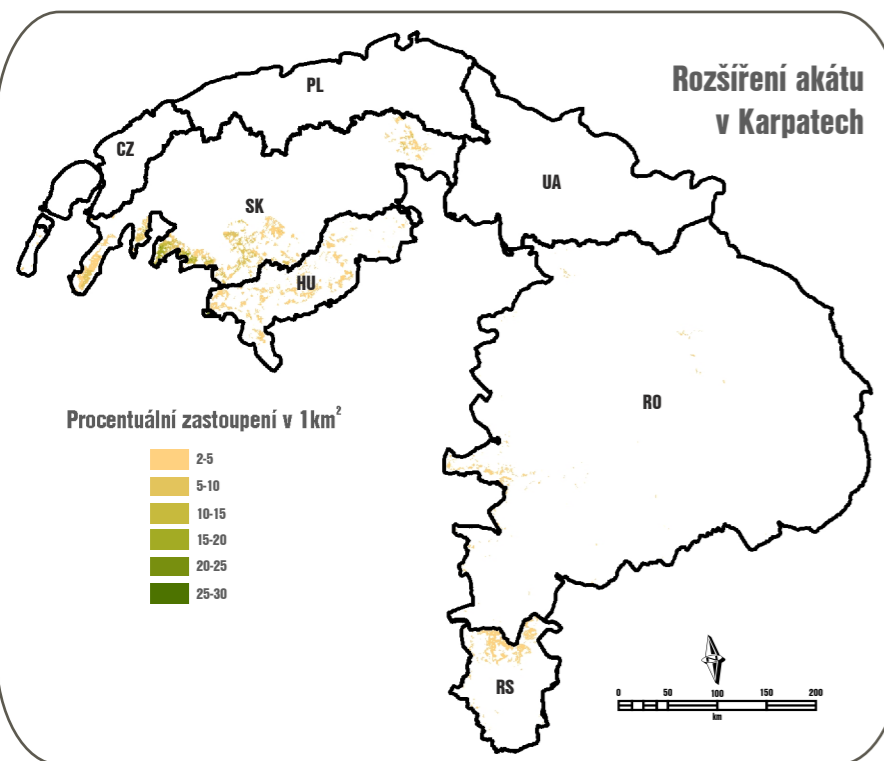 Rozšíření akátu
v Karpatech
PL
CZ
SK
UA
HU
RO
RS
Procentuální zastoupení v 1km²
2-5
5-10
10-15
15-20
20-25
25-30
0 50 100 150 200
km